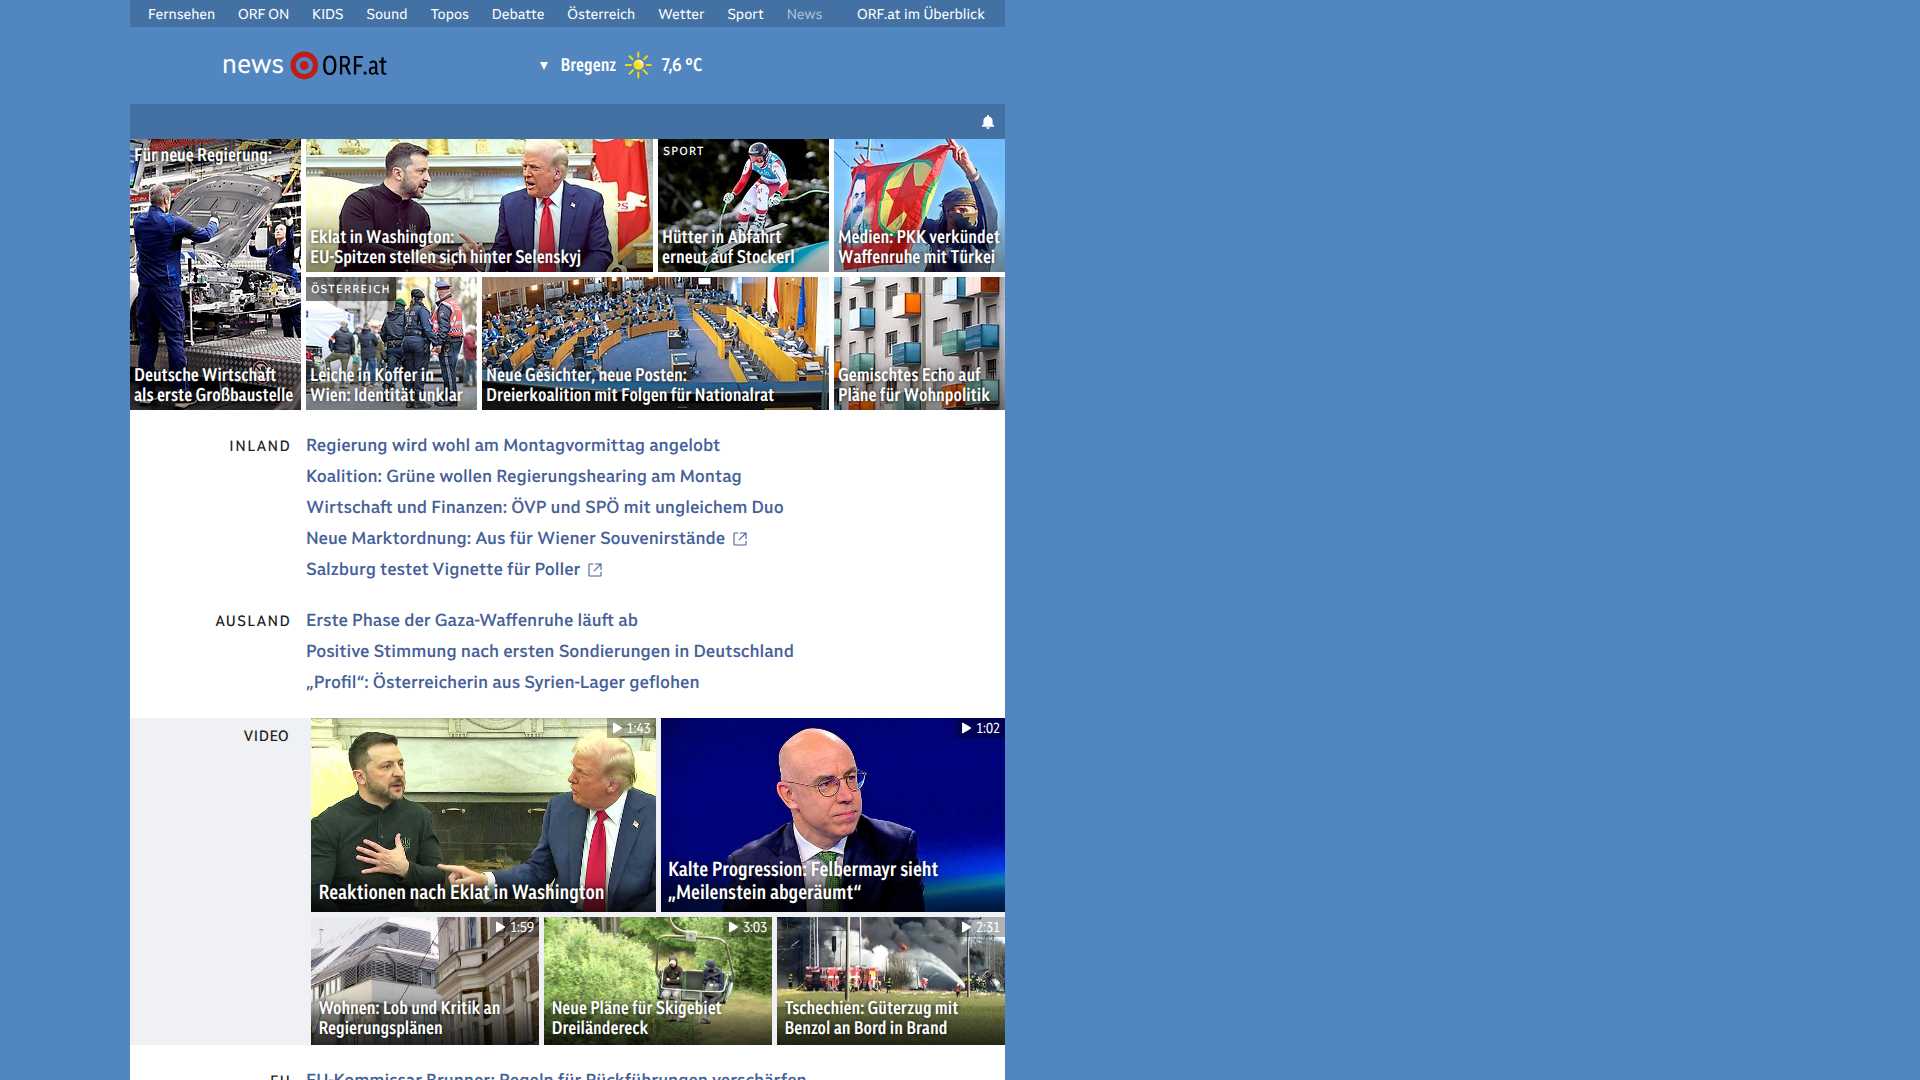 Fernsehen ORF ON KIDS Sound Topos Debatte Österreich Wetter Sport News ORF.at im Überblick
news ORF.at
▼ Bregenz 7,6 °C
Für neue Regierung:
Deutsche Wirtschaft
als erste Großbaustelle
Eklat in Washington:
EU-Spitzen stellen sich hinter Selenskyj
SPORT
Hütter in Abfahrt
erneut auf Stockerl
Medien: PKK verkündet
Waffenruhe mit Türkei
ÖSTERREICH
Leiche in Koffer in
Wien: Identität unklar
Neue Gesichter, neue Posten:
Dreierkoalition mit Folgen für Nationalrat
Gemischtes Echo auf
Pläne für Wohnpolitik
INLAND
Regierung wird wohl am Montagvormittag angelobt
Koalition: Grüne wollen Regierungshearing am Montag
Wirtschaft und Finanzen: ÖVP und SPÖ mit ungleichem Duo
Neue Marktordnung: Aus für Wiener Souvenirstände
Salzburg testet Vignette für Poller
AUSLAND
Erste Phase der Gaza-Waffenruhe läuft ab
Positive Stimmung nach ersten Sondierungen in Deutschland
„Profil“: Österreicherin aus Syrien-Lager geflohen
VIDEO
1:43
Reaktionen nach Eklat in Washington
1:02
Kalte Progression: Felbermayr sieht
„Meilenstein abgeräumt“
1:59
Wohnen: Lob und Kritik an
Regierungsplänen
3:03
Neue Pläne für Skigebiet
Dreiländereck
2:31
Tschechien: Güterzug mit
Benzol an Bord in Brand
EU
EU-Kommissar Brunner: Regeln für Rückführungen verschärfen